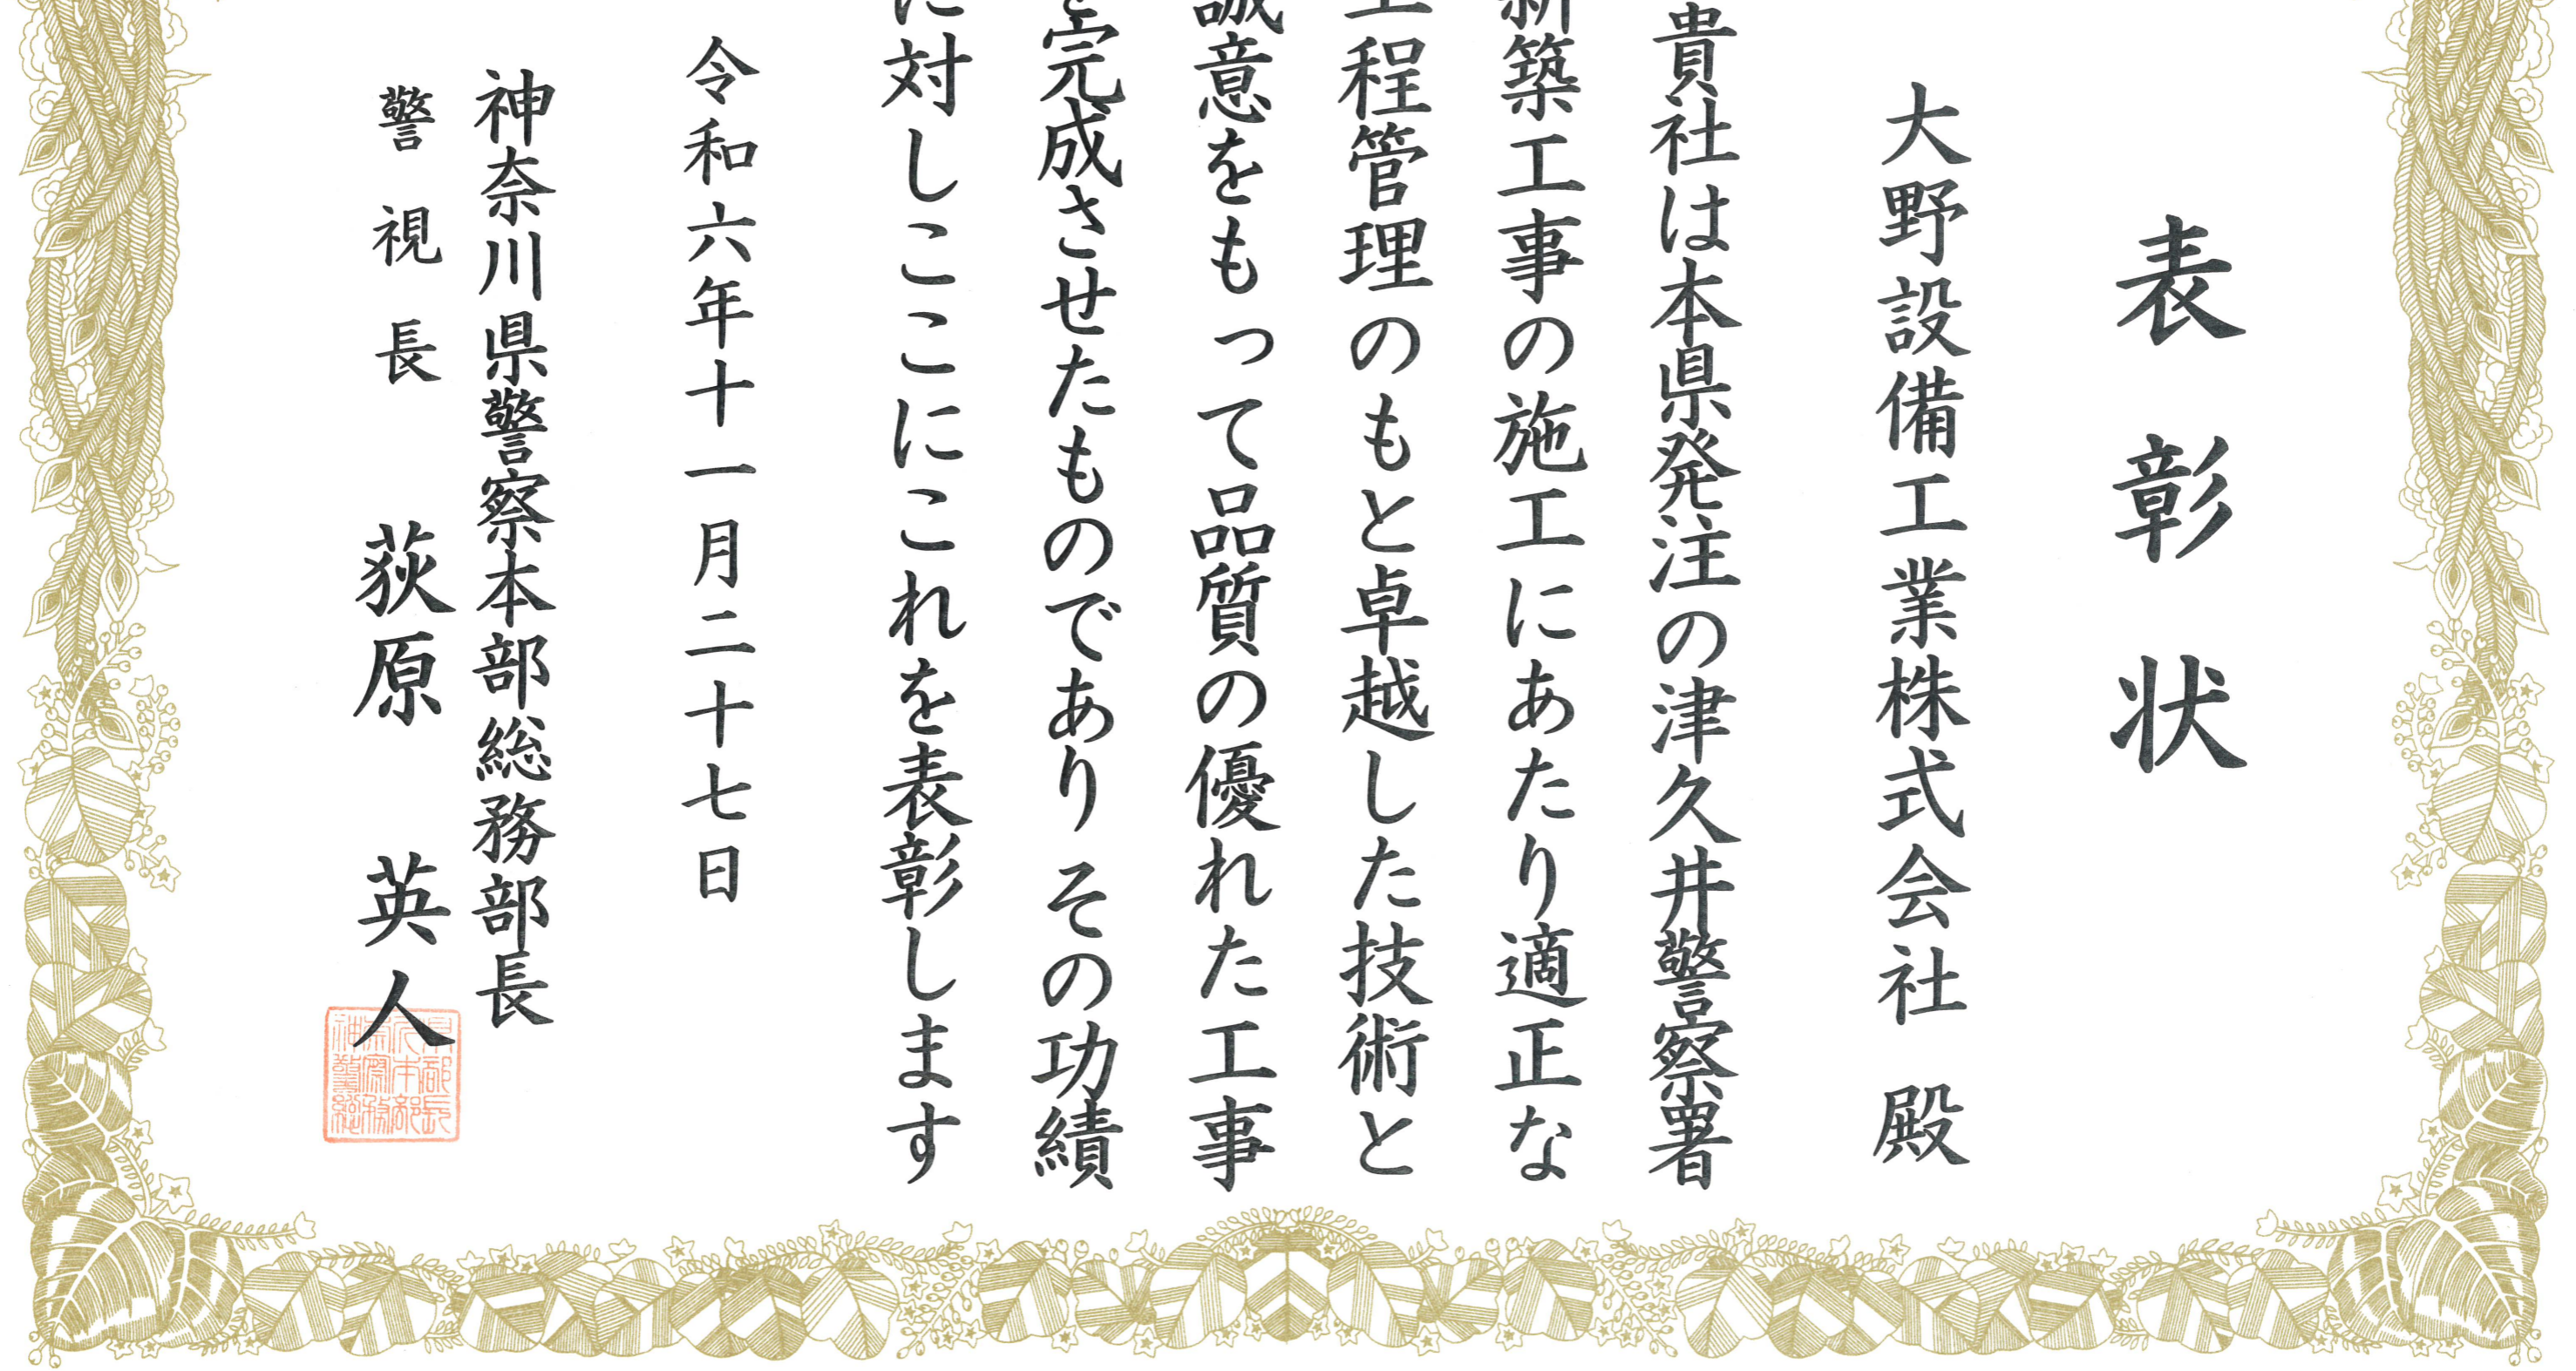 表彰状
大野設備工業株式会社 殿
貴社は本県発注の津久井警察署
新築工事の施工にあたり適正な
工程管理のもと卓越した技術と
誠意をもって品質の優れた工事
を完成させたものでありその功績
に対しここにこれを表彰します
令和六年十一月二十七日
神奈川県警察本部総務部長
警視長 荻原 英人